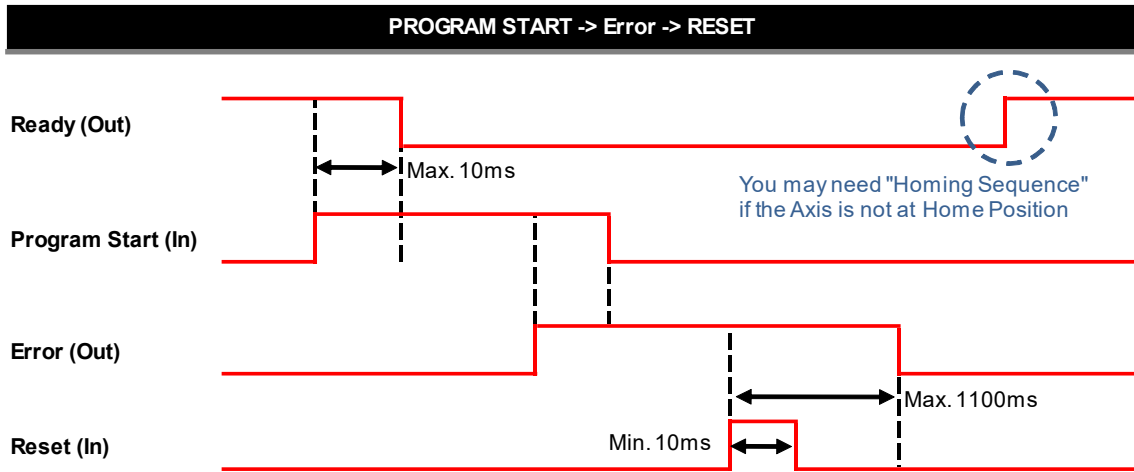 PROGRAM START -> Error -> RESET
Ready (Out)
Max. 10ms
You may need "Homing Sequence"
if the Axis is not at Home Position
Program Start (In)
Error (Out)
Max. 1100ms
Reset (In)
Min. 10ms